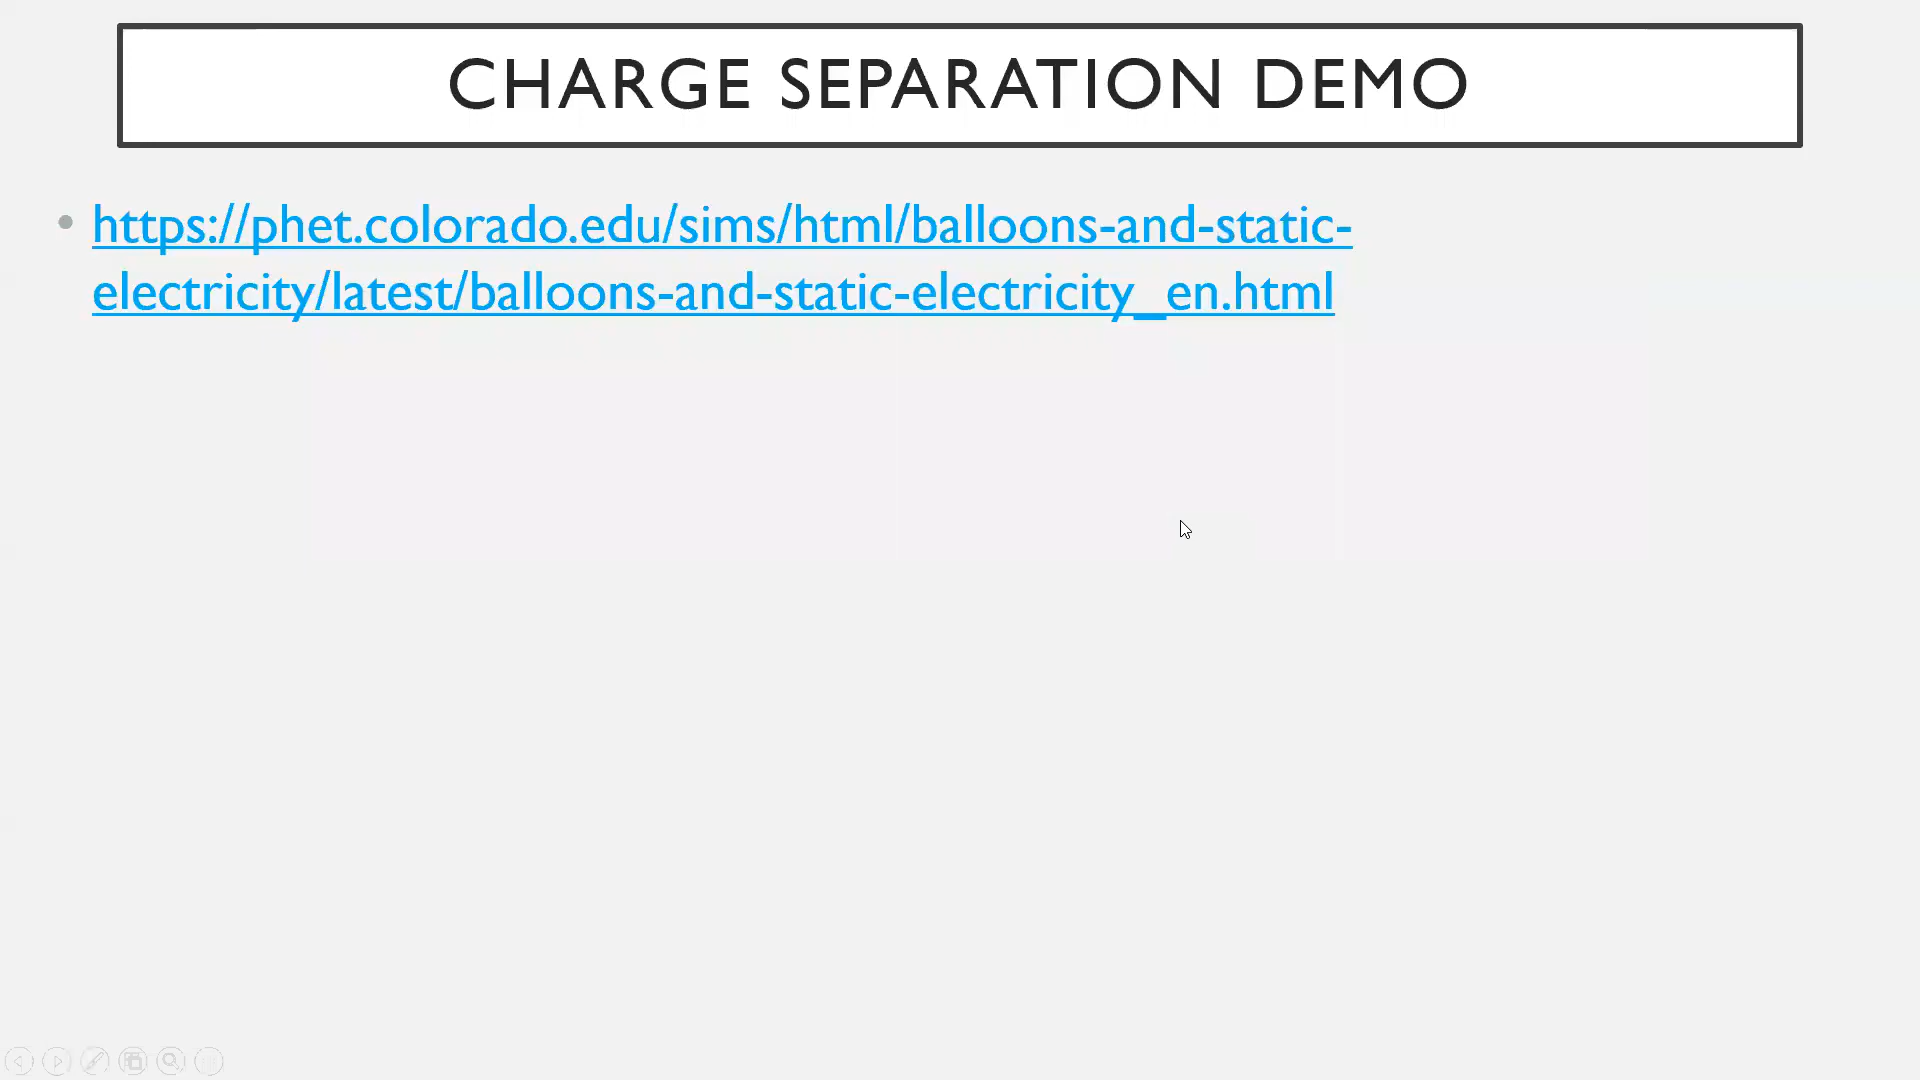 CHARGE SEPARATION DEMO
https://phet.colorado.edu/sims/html/balloons-and-static-
electricity/latest/balloons-and-static-electricity_en.html